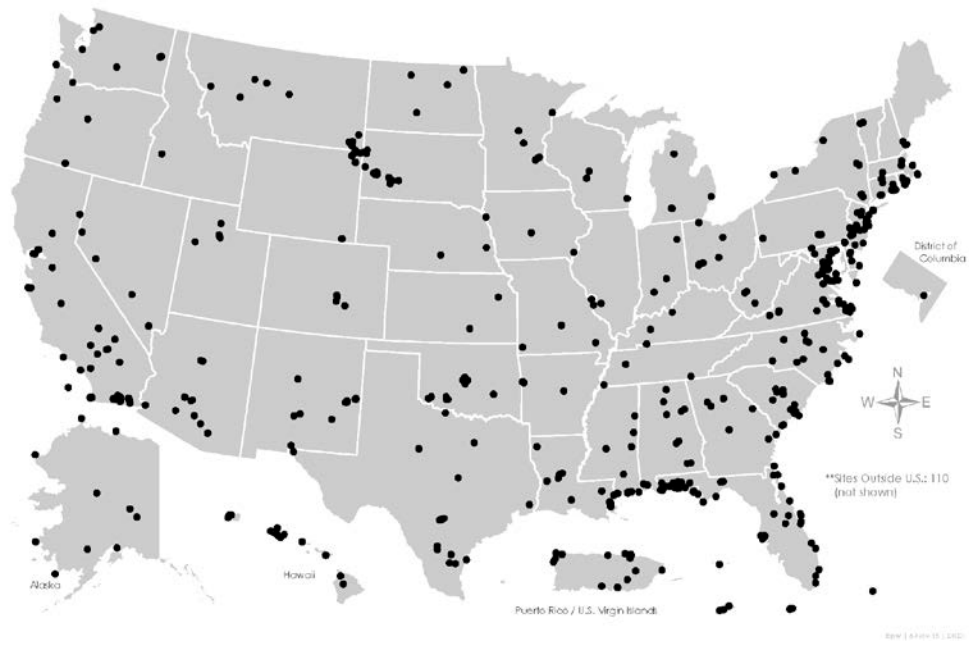 District of
Columbia
N
W E
S
**Sites Outside U.S.: 110
(not shown)
Alaska
Hawaii
Puerto Rico / U.S. Virgin Islands